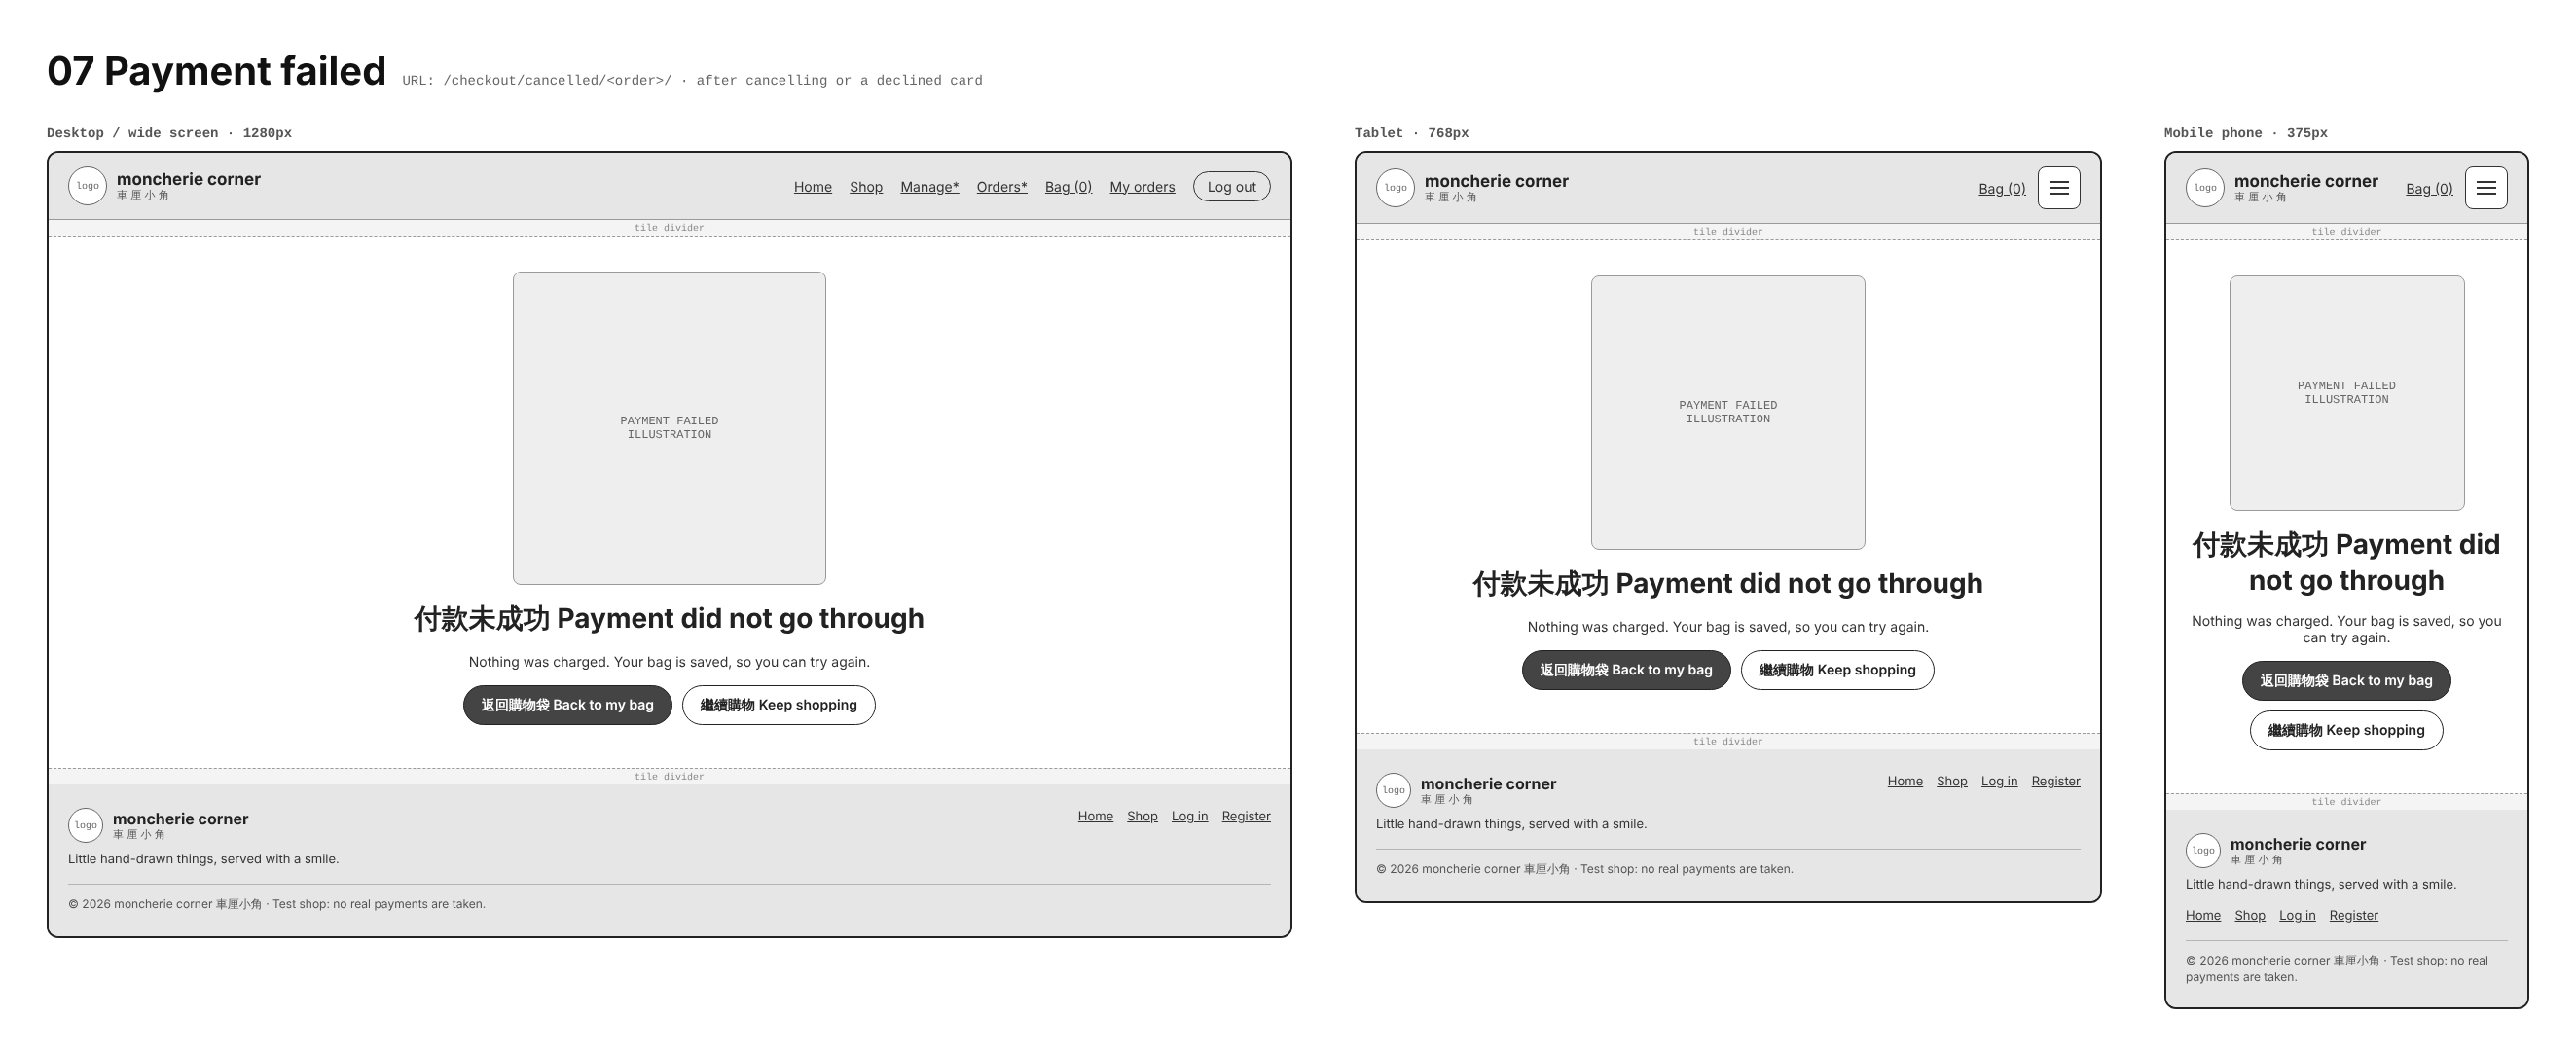 07 Payment failed URL: /checkout/cancelled/<order>/ · after cancelling or a declined card
Desktop / wide screen · 1280px
logo
moncherie corner
車厘小角
Home Shop Manage* Orders* Bag (0) My orders Log out
tile divider
PAYMENT FAILED
ILLUSTRATION
付款未成功 Payment did not go through
Nothing was charged. Your bag is saved, so you can try again.
返回購物袋 Back to my bag 繼續購物 Keep shopping
tile divider
logo
moncherie corner
車厘小角
Home Shop Log in Register
Little hand-drawn things, served with a smile.
© 2026 moncherie corner 車厘小角 · Test shop: no real payments are taken.
Tablet · 768px
logo
moncherie corner
車厘小角
Bag (0)
tile divider
PAYMENT FAILED
ILLUSTRATION
付款未成功 Payment did not go through
Nothing was charged. Your bag is saved, so you can try again.
返回購物袋 Back to my bag 繼續購物 Keep shopping
tile divider
logo
moncherie corner
車厘小角
Home Shop Log in Register
Little hand-drawn things, served with a smile.
© 2026 moncherie corner 車厘小角 · Test shop: no real payments are taken.
Mobile phone · 375px
logo
moncherie corner
車厘小角
Bag (0)
tile divider
PAYMENT FAILED
ILLUSTRATION
付款未成功 Payment did
not go through
Nothing was charged. Your bag is saved, so you
can try again.
返回購物袋 Back to my bag
繼續購物 Keep shopping
tile divider
logo
moncherie corner
車厘小角
Little hand-drawn things, served with a smile.
Home Shop Log in Register
© 2026 moncherie corner 車厘小角 · Test shop: no real
payments are taken.